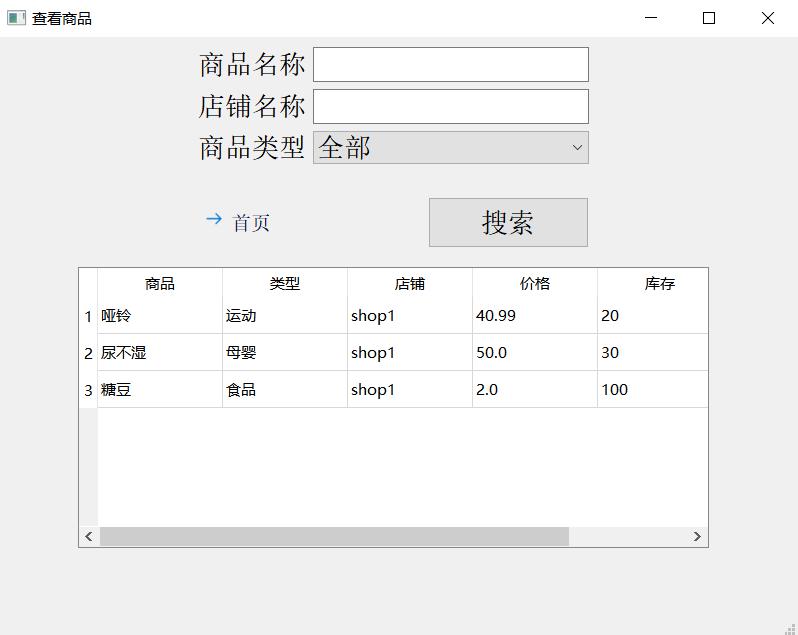 查看商品
商品名称
店铺名称
商品类型 全部
首页 搜索
商品 类型 店铺 价格 库存
1 哑铃 运动 shop1 40.99 20
2 尿不湿 母婴 shop1 50.0 30
3 糖豆 食品 shop1 2.0 100